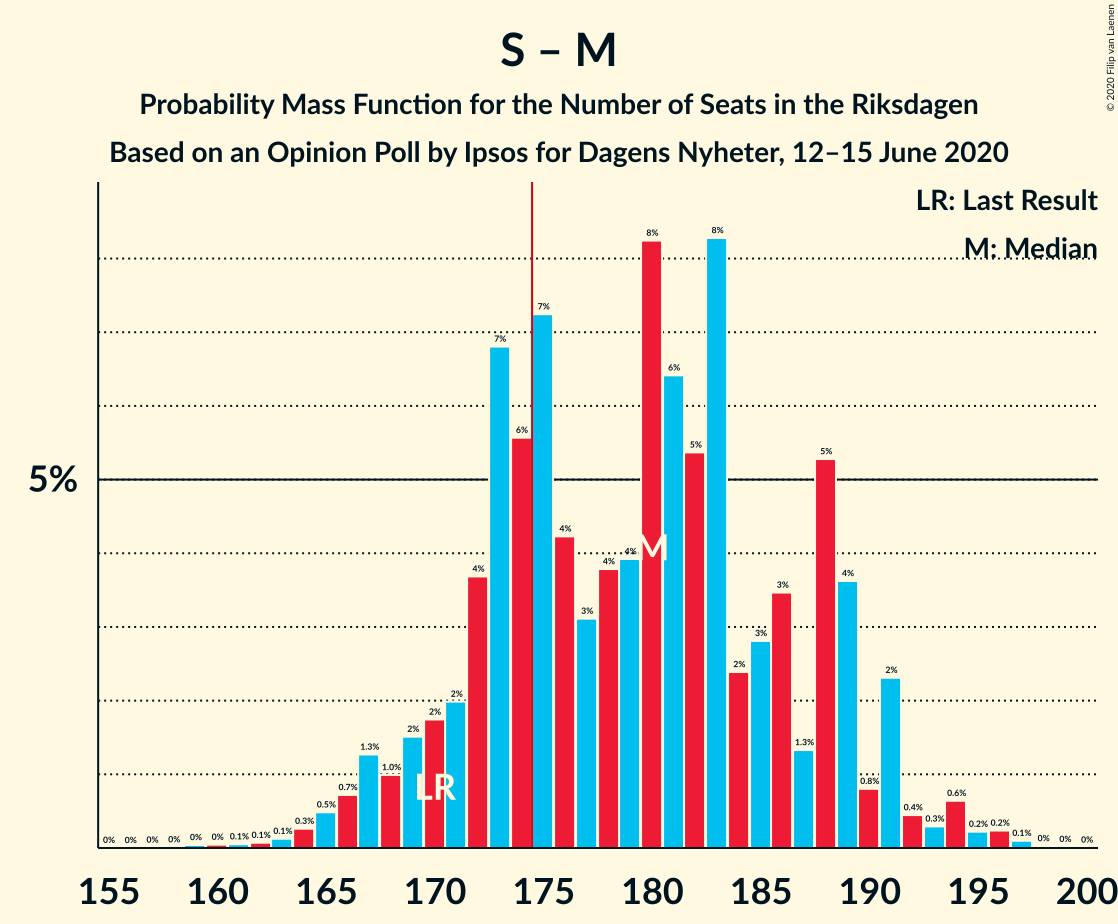 S – M
Probability Mass Function for the Number of Seats in the Riksdagen
Based on an Opinion Poll by Ipsos for Dagens Nyheter, 12–15 June 2020
© 2020 Filip van Laenen
LR: Last Result
M: Median
5%
0% 0% 0% 0% 0% 0% 0.1% 0.1% 0.1% 0.3% 0.5% 0.7% 1.3% 1.0% 2% 2% 2% 4% 7% 6% 7% 4% 3% 4% 4% 8% 6% 5% 8% 2% 3% 3% 1.3% 5% 4% 0.8% 2% 0.4% 0.3% 0.6% 0.2% 0.2% 0.1% 0% 0% 0%
M
LR
155 160 165 170 175 180 185 190 195 200